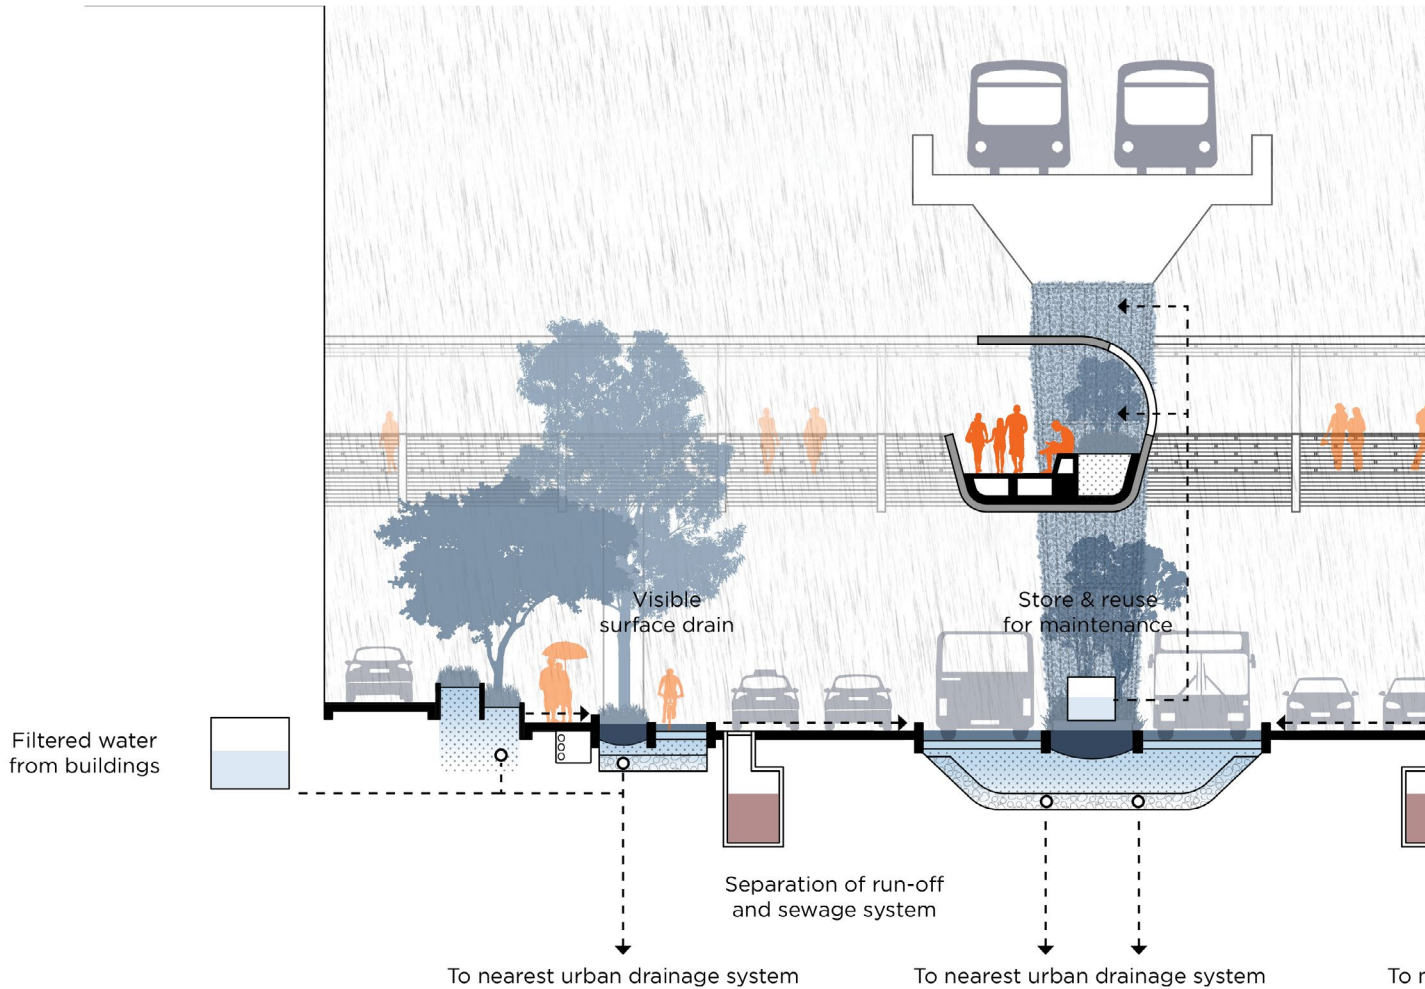 Visible
surface drain
Store & reuse
for maintenance
Filtered water
from buildings
Separation of run-off
and sewage system
To nearest urban drainage system
To nearest urban drainage system
To